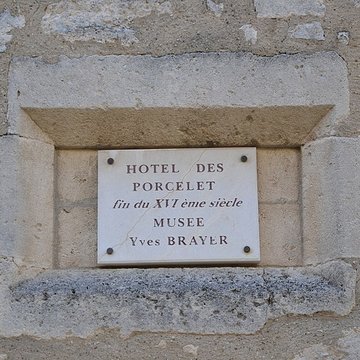 HOTEL DES
PORCELET
fin du XVI ème siècle
MUSEE
Yves BRAYER